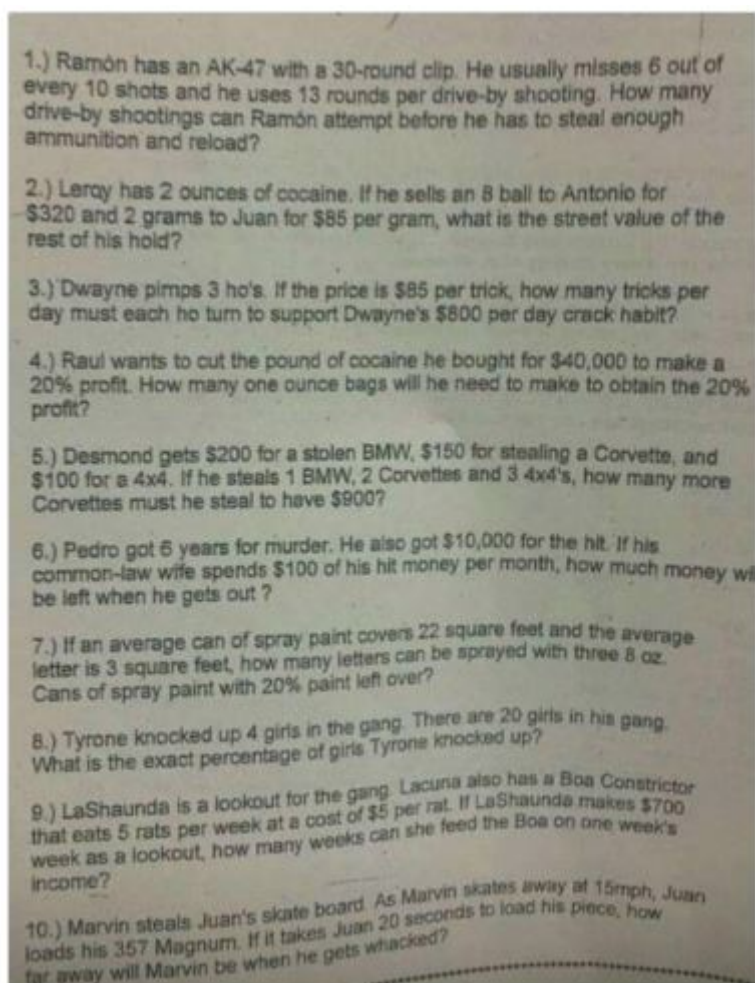 1.) Ramón has an AK-47 with a 30-round clip. He usually misses 6 out of
every 10 shots and he uses 13 rounds per drive-by shooting. How many
drive-by shootings can Ramón attempt before he has to steal enough
ammunition and reload?
2.) Leroy has 2 ounces of cocaine. If he sells an 8 ball to Antonio for
$320 and 2 grams to Juan for $85 per gram, what is the street value of the
rest of his hold?
3.) Dwayne pimps 3 ho's. If the price is $85 per trick, how many tricks per
day must each ho turn to support Dwayne's $800 per day crack habit?
4.) Raul wants to cut the pound of cocaine he bought for $40,000 to make a
20% profit. How many one ounce bags will he need to make to obtain the 20%
profit?
5.) Desmond gets $200 for a stolen BMW, $150 for stealing a Corvette, and
$100 for a 4x4. If he steals 1 BMW, 2 Corvettes and 3 4x4's, how many more
Corvettes must he steal to have $900?
6.) Pedro got 6 years for murder. He also got $10,000 for the hit. If his
common-law wife spends $100 of his hit money per month, how much money wi
be left when he gets out ?
7.) If an average can of spray paint covers 22 square feet and the average
letter is 3 square feet, how many letters can be sprayed with three 8 oz.
Cans of spray paint with 20% paint left over?
8.) Tyrone knocked up 4 girls in the gang. There are 20 girls in his gang.
What is the exact percentage of girls Tyrone knocked up?
9.) LaShaunda is a lookout for the gang. Lacuna also has a Boa Constrictor
that eats 5 rats per week at a cost of $5 per rat. If LaShaunda makes $700
week as a lookout, how many weeks can she feed the Boa on one week's
income?
10.) Marvin steals Juan's skate board. As Marvin skates away at 15mph, Juan
loads his 357 Magnum. If it takes Juan 20 seconds to load his piece, how
far away will Marvin be when he gets whacked?